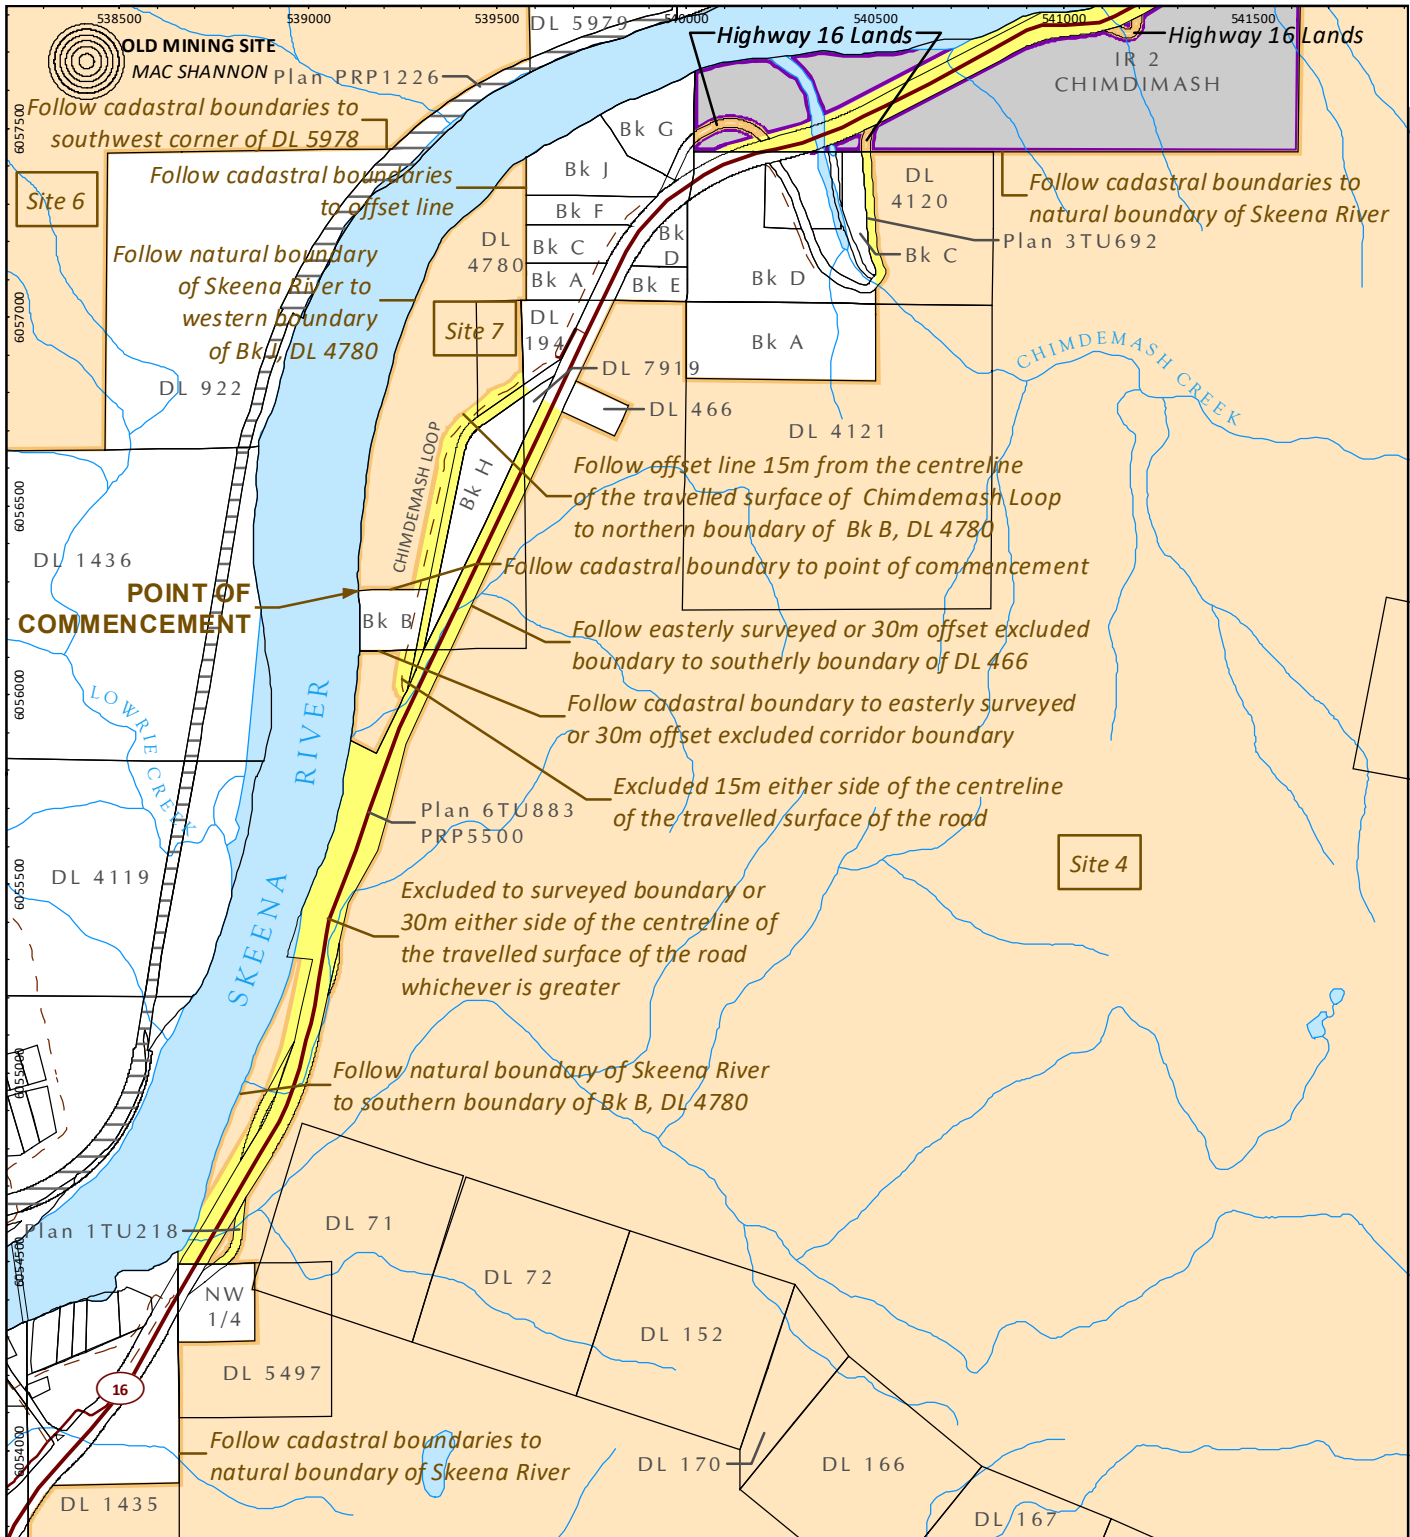 538500
539000
539500
540000
540500
541000
541500
DL 5979
OLD MINING SITE
MAC SHANNON
Plan PRP1226
Highway 16 Lands
Highway 16 Lands
IR 2
CHIMDIMASH
Follow cadastral boundaries to
southwest corner of DL 5978
6057500
Bk G
Bk J
Follow cadastral boundaries
to offset line
Site 6
DL
4120
Follow cadastral boundaries to
natural boundary of Skeena River
Bk F
Bk C
Bk
D
DL
4780
Plan 3TU692
Bk C
Follow natural boundary
of Skeena River to
western boundary
of Bk J, DL 4780
Bk A
Bk E
Bk D
6057000
Site 7
DL
194
Bk A
CHIMDEMASH CREEK
DL 922
DL 7919
DL 466
DL 4121
CHIMDEMASH LOOP
Bk H
Follow offset line 15m from the centreline
of the travelled surface of Chimdemash Loop
to northern boundary of Bk B, DL 4780
6056500
DL 1436
Follow cadastral boundary to point of commencement
POINT OF
COMMENCEMENT
Bk B
Follow easterly surveyed or 30m offset excluded
boundary to southerly boundary of DL 466
6056000
LOWRIE CREEK
SKEENA RIVER
Follow cadastral boundary to easterly surveyed
or 30m offset excluded corridor boundary
Excluded 15m either side of the centreline
of the travelled surface of the road
Plan 6TU883
PRP5500
Site 4
DL 4119
6055500
Excluded to surveyed boundary or
30m either side of the centreline of
the travelled surface of the road
whichever is greater
6055000
Follow natural boundary of Skeena River
to southern boundary of Bk B, DL 4780
Plan 1TU218
DL 71
6054500
NW
1/4
DL 72
DL 152
DL 5497
16
6054000
Follow cadastral boundaries to
natural boundary of Skeena River
DL 170
DL 166
DL 1435
DL 167